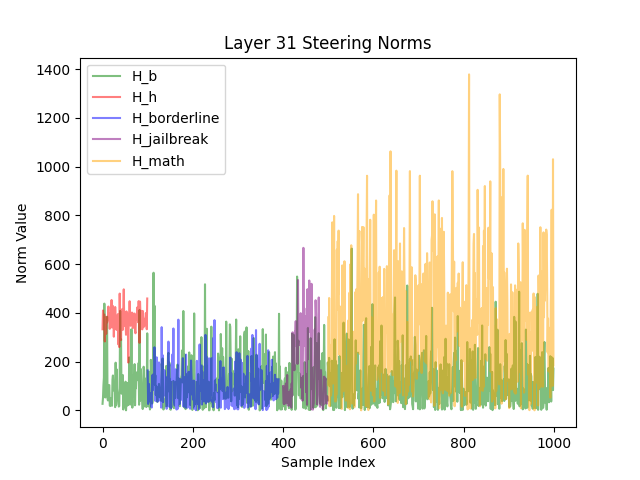 Layer 31 Steering Norms
H_b
H_h
H_borderline
H_jailbreak
H_math
Norm Value
1400
1200
1000
800
600
400
200
0
0 200 400 600 800 1000
Sample Index